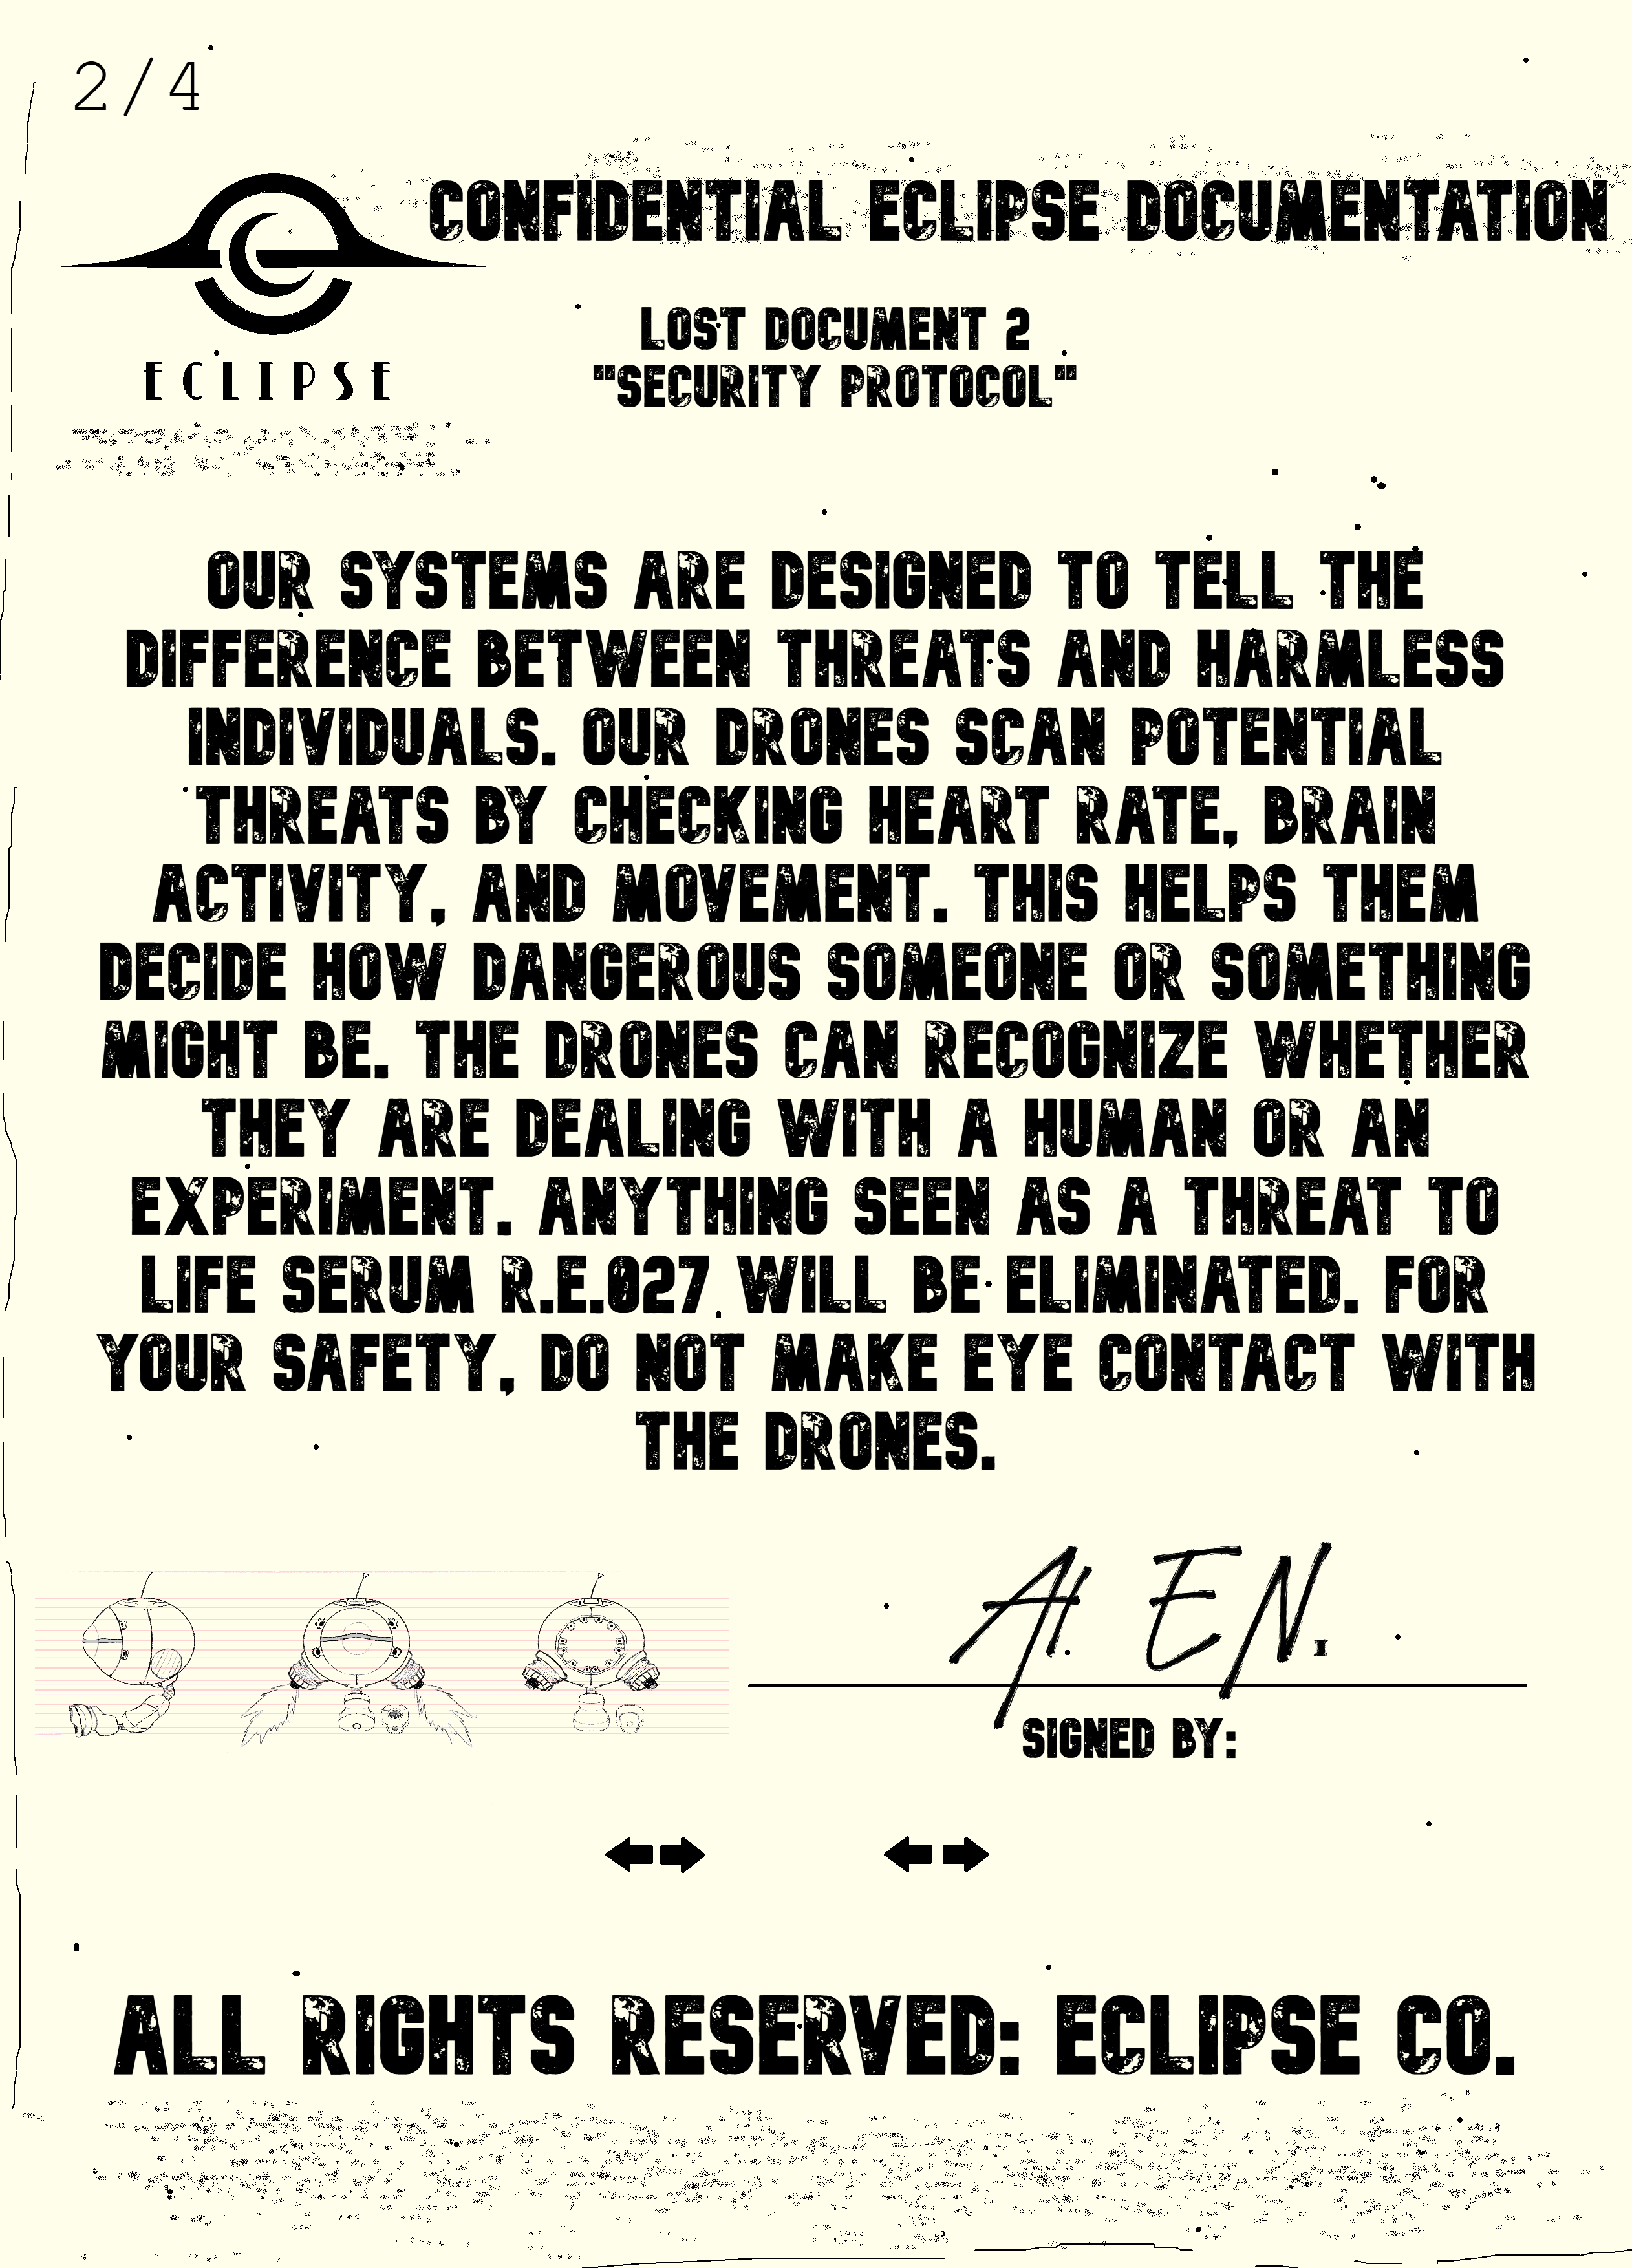 2/4
CONFIDENTIAL ECLIPSE DOCUMENTATION
ECLIPSE
LOST DOCUMENT 2
"SECURITY PROTOCOL"
OUR SYSTEMS ARE DESIGNED TO TELL THE
DIFFERENCE BETWEEN THREATS AND HARMLESS
INDIVIDUALS. OUR DRONES SCAN POTENTIAL
THREATS BY CHECKING HEART RATE, BRAIN
ACTIVITY, AND MOVEMENT. THIS HELPS THEM
DECIDE HOW DANGEROUS SOMEONE OR SOMETHING
MIGHT BE. THE DRONES CAN RECOGNIZE WHETHER
THEY ARE DEALING WITH A HUMAN OR AN
EXPERIMENT. ANYTHING SEEN AS A THREAT TO
LIFE SERUM R.E.027 WILL BE ELIMINATED. FOR
YOUR SAFETY, DO NOT MAKE EYE CONTACT WITH
THE DRONES.
EN.
SIGNED BY:
ALL RIGHTS RESERVED: ECLIPSE CO.